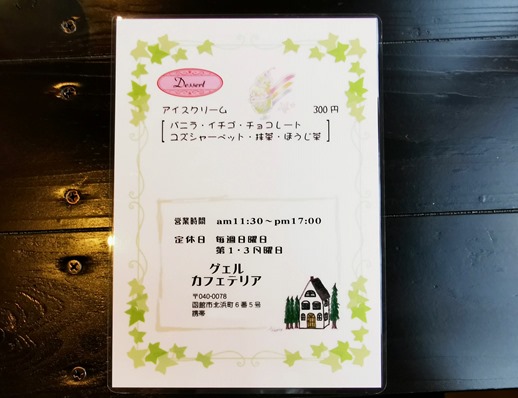 Dessert
アイスクリーム 300円
バニラ・イチゴ・チョコレート
ユズシャーベット・抹茶・ほうじ茶
営業時間 am11:30～pm17:00
定休日 毎週日曜日
第1・3月曜日
グェル
カフェテリア
〒040-0078
函館市北浜町6番5号
携帯